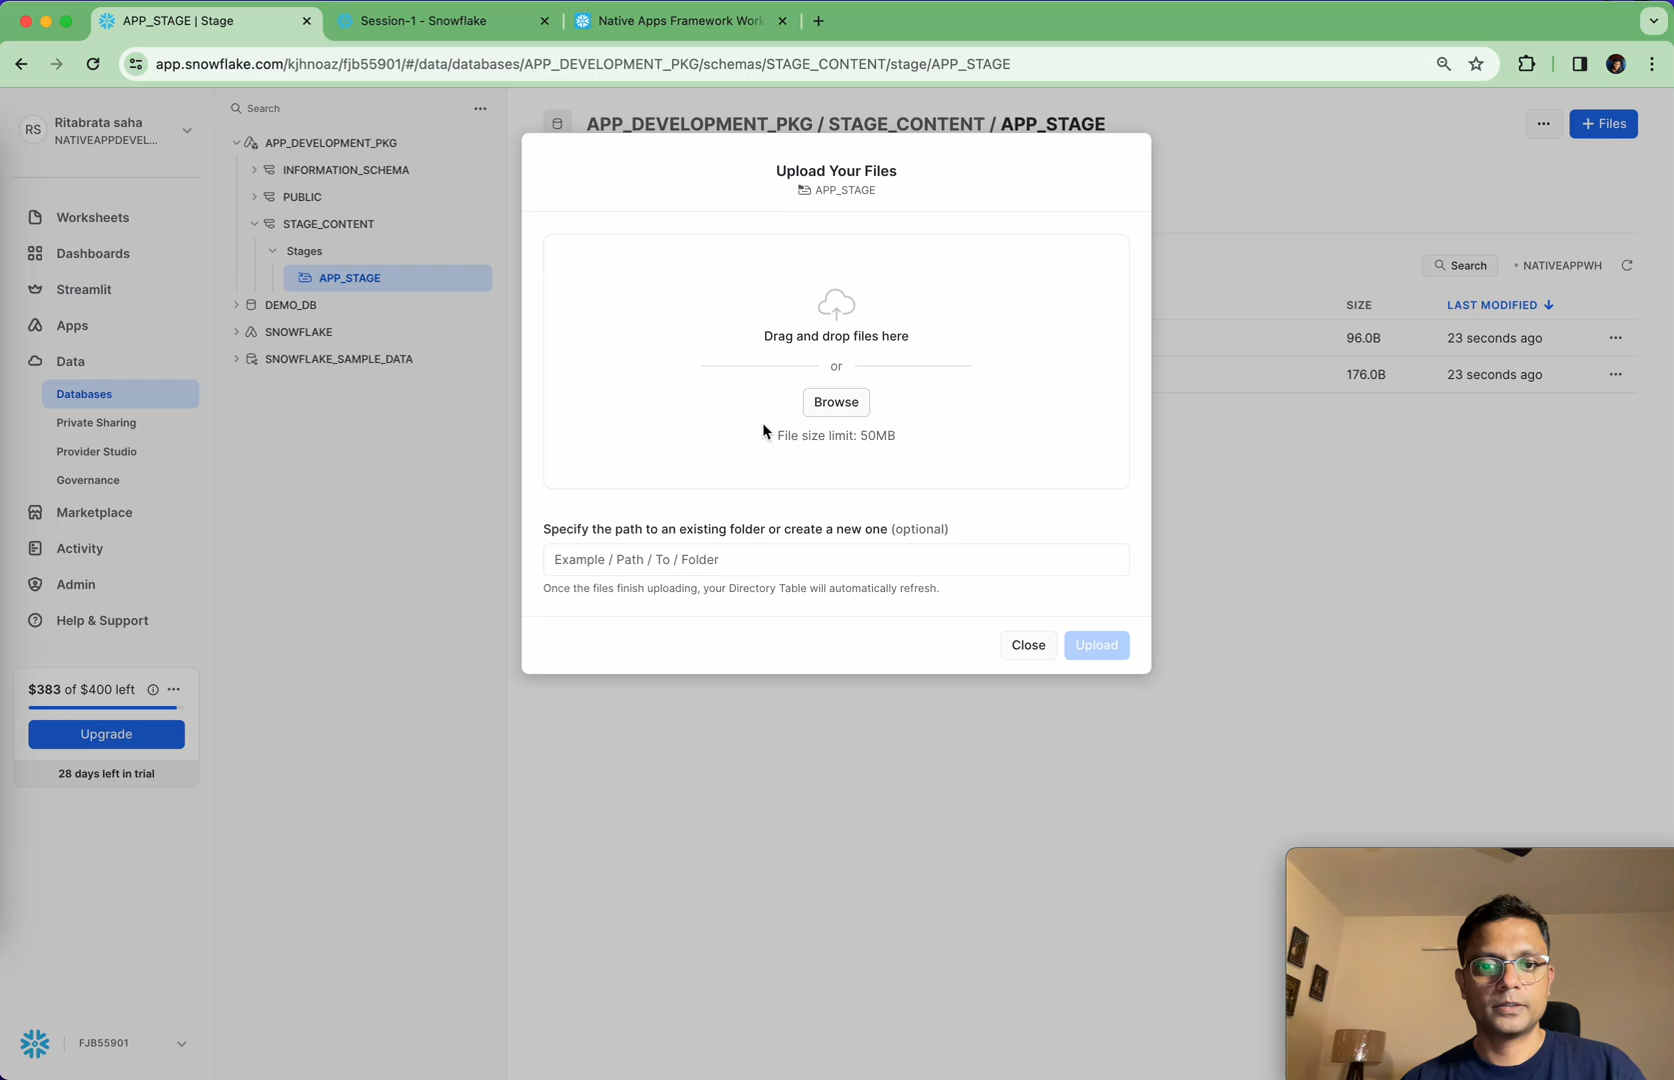 APP_STAGE | Stage
Session-1 - Snowflake
Native Apps Framework Work
app.snowflake.com/kjhnoaz/fjb55901/#/data/databases/APP_DEVELOPMENT_PKG/schemas/STAGE_CONTENT/stage/APP_STAGE
RS
Ritabrata saha
NATIVEAPPDEVEL...
Worksheets
Dashboards
Streamlit
Apps
Data
Databases
Private Sharing
Provider Studio
Governance
Marketplace
Activity
Admin
Help & Support
$383 of $400 left
Upgrade
28 days left in trial
FJB55901
Search
APP_DEVELOPMENT_PKG
INFORMATION_SCHEMA
PUBLIC
STAGE_CONTENT
Stages
APP_STAGE
DEMO_DB
SNOWFLAKE
SNOWFLAKE_SAMPLE_DATA
APP_DEVELOPMENT_PKG / STAGE_CONTENT / APP_STAGE
+ Files
Search
NATIVEAPPWH
SIZE
LAST MODIFIED
96.0B
23 seconds ago
176.0B
23 seconds ago
Upload Your Files
APP_STAGE
Drag and drop files here
or
Browse
File size limit: 50MB
Specify the path to an existing folder or create a new one (optional)
Example / Path / To / Folder
Once the files finish uploading, your Directory Table will automatically refresh.
Close
Upload